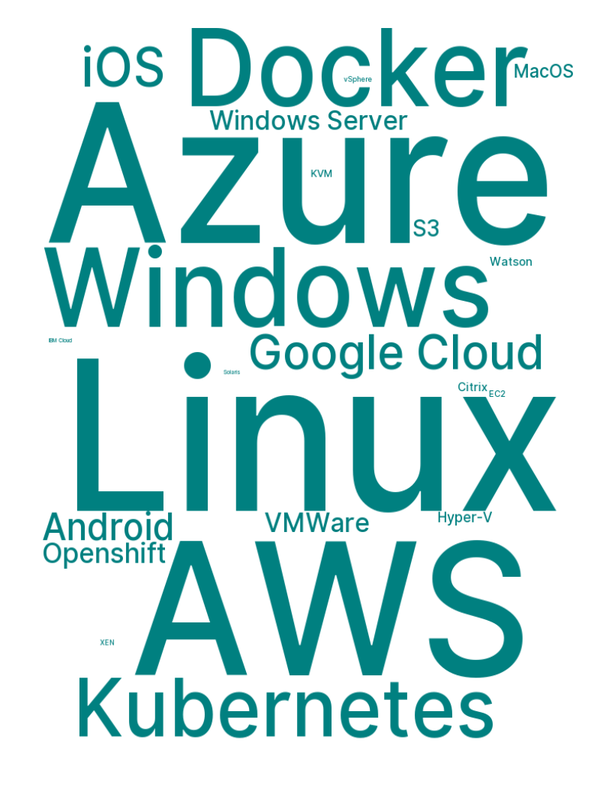 iOS
Docker
vSphere
MacOS
Windows Server
Azure
KVM
S3
Windows
Watson
IBM Cloud
Google Cloud
Solaris
Linux
Citrix
EC2
Android
VMWare
Hyper-V
Openshift
AWS
XEN
Kubernetes